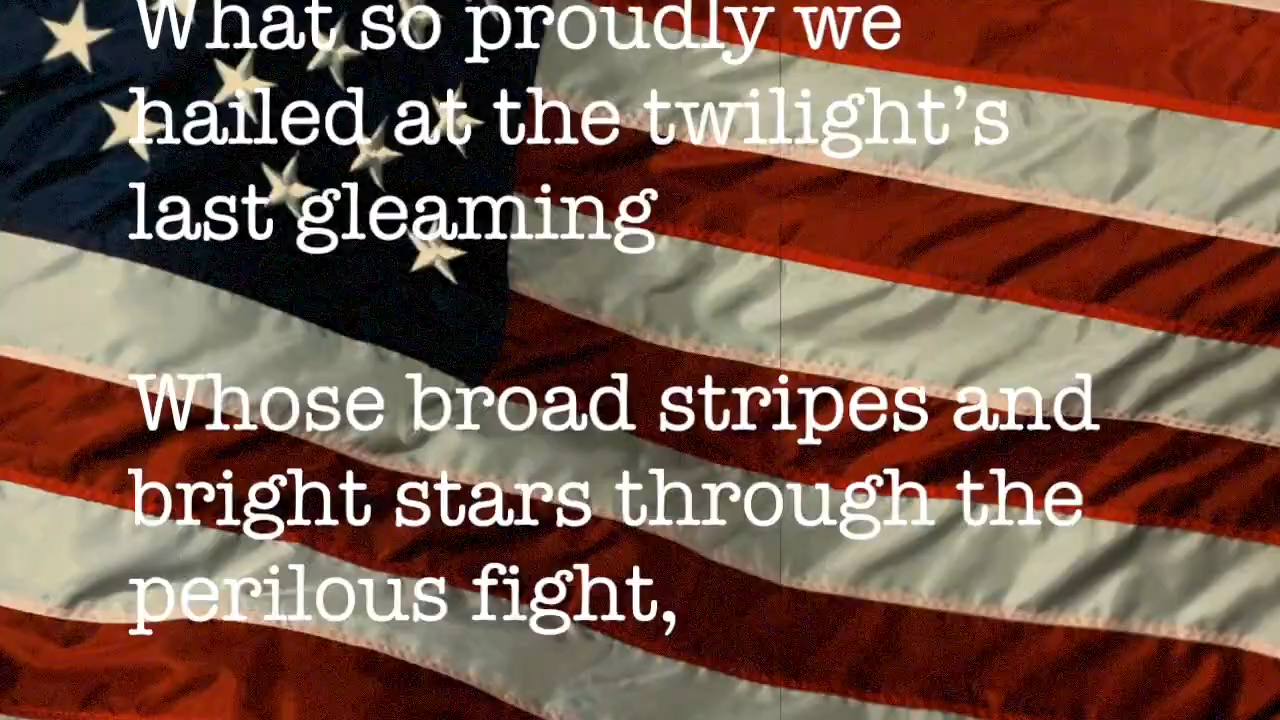 What so proudly we
hailed at the twilight’s
last gleaming
Whose broad stripes and
bright stars through the
perilous fight,